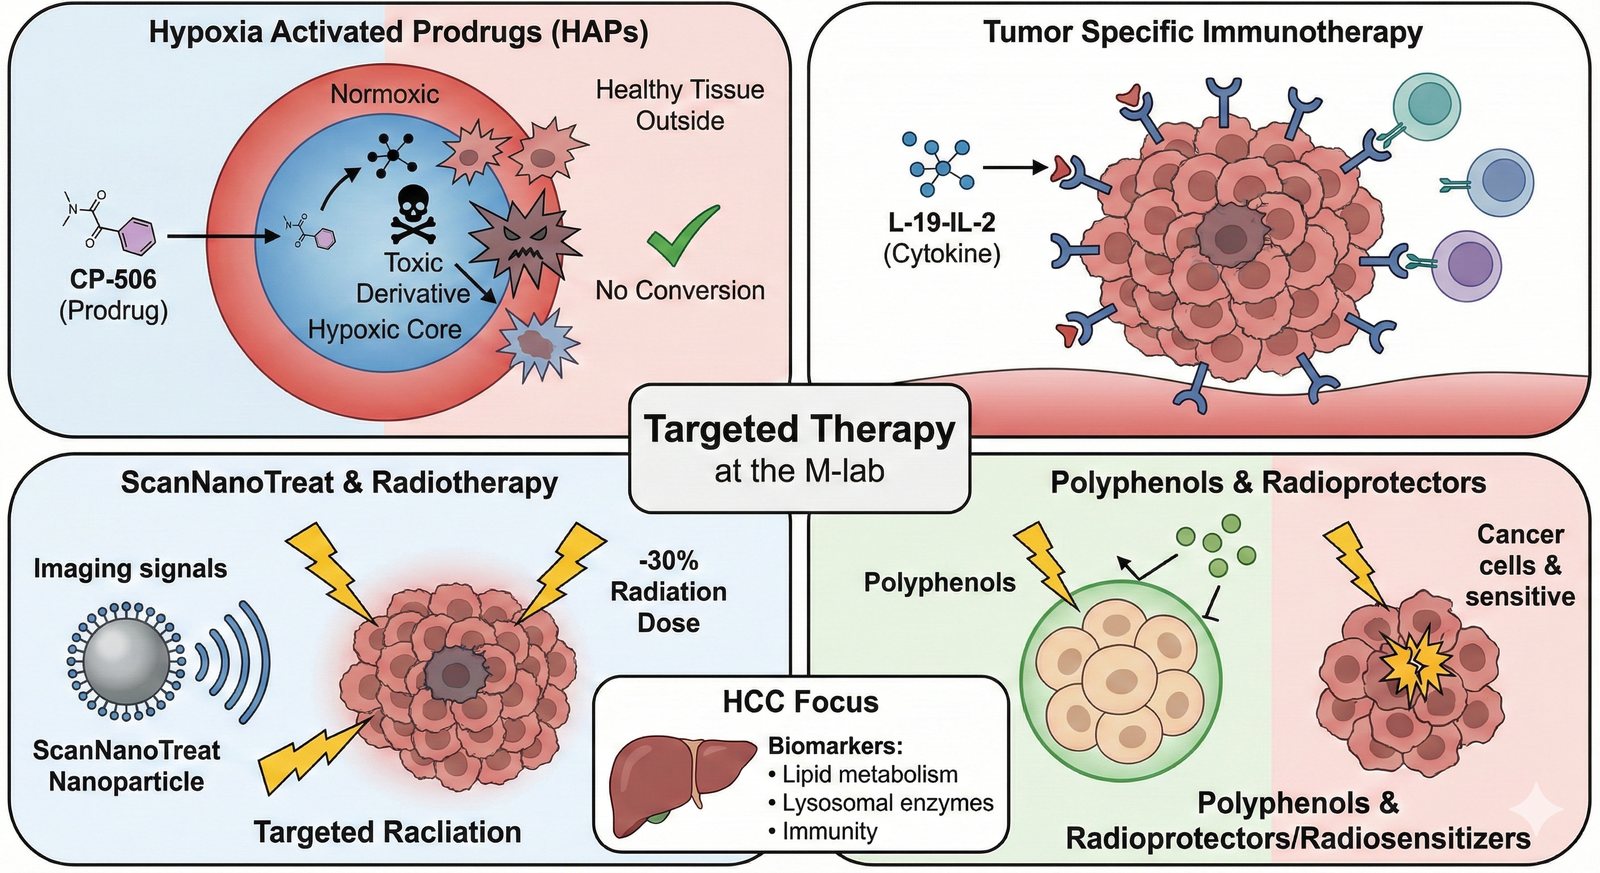 Hypoxia Activated Prodrugs (HAPs)
Normoxic
Healthy Tissue
Outside
N
O
O
N
O
O
CP-506
(Prodrug)
Toxic
Derivative
Hypoxic Core
No Conversion
Tumor Specific Immunotherapy
L-19-IL-2
(Cytokine)
Targeted Therapy
at the M-lab
ScanNanoTreat & Radiotherapy
Imaging signals
-30%
Radiation
Dose
ScanNanoTreat
Nanoparticle
Targeted Racliation
HCC Focus
Biomarkers:
• Lipid metabolism
• Lysosomal enzymes
• Immunity
Polyphenols & Radioprotectors
Polyphenols
Cancer
cells &
sensitive
Polyphenols &
Radioprotectors/Radiosensitizers